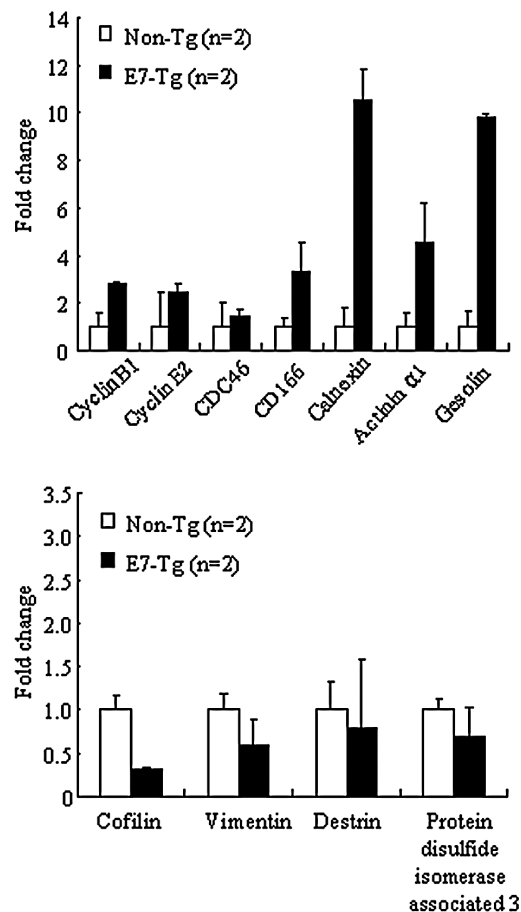 14
12
10
8
6
4
2
0
Fold change
Non-Tg (n=2)
E7-Tg (n=2)
CyclinB1
Cyclin E2
CDC46
CD166
Calnexin
Actinin α1
Gesolin
3.5
3.0
2.5
2.0
1.5
1.0
0.5
0
Fold change
Non-Tg (n=2)
E7-Tg (n=2)
Cofilin
Vimentin
Destrin
Protein
disulfide
isomerase
associated 3